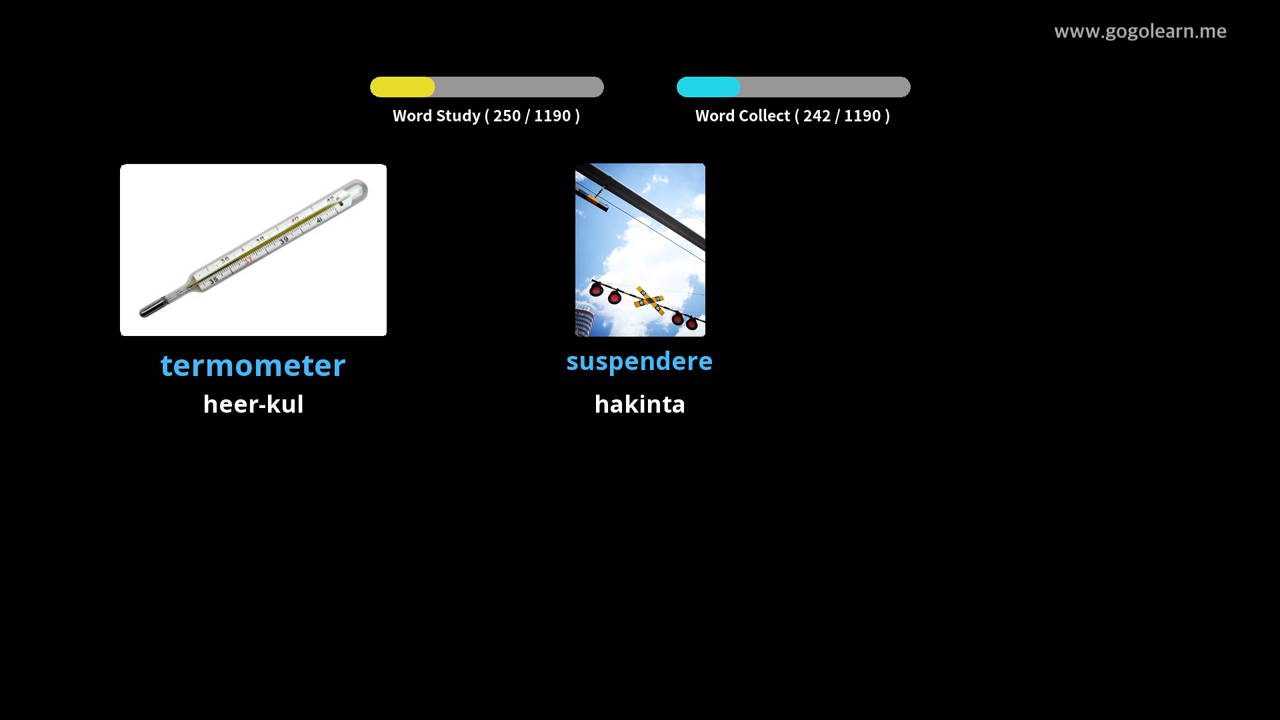 www.gogolearn.me
Word Study ( 250 / 1190 )
Word Collect ( 242 / 1190 )
termometer
heer-kul
suspendere
hakinta